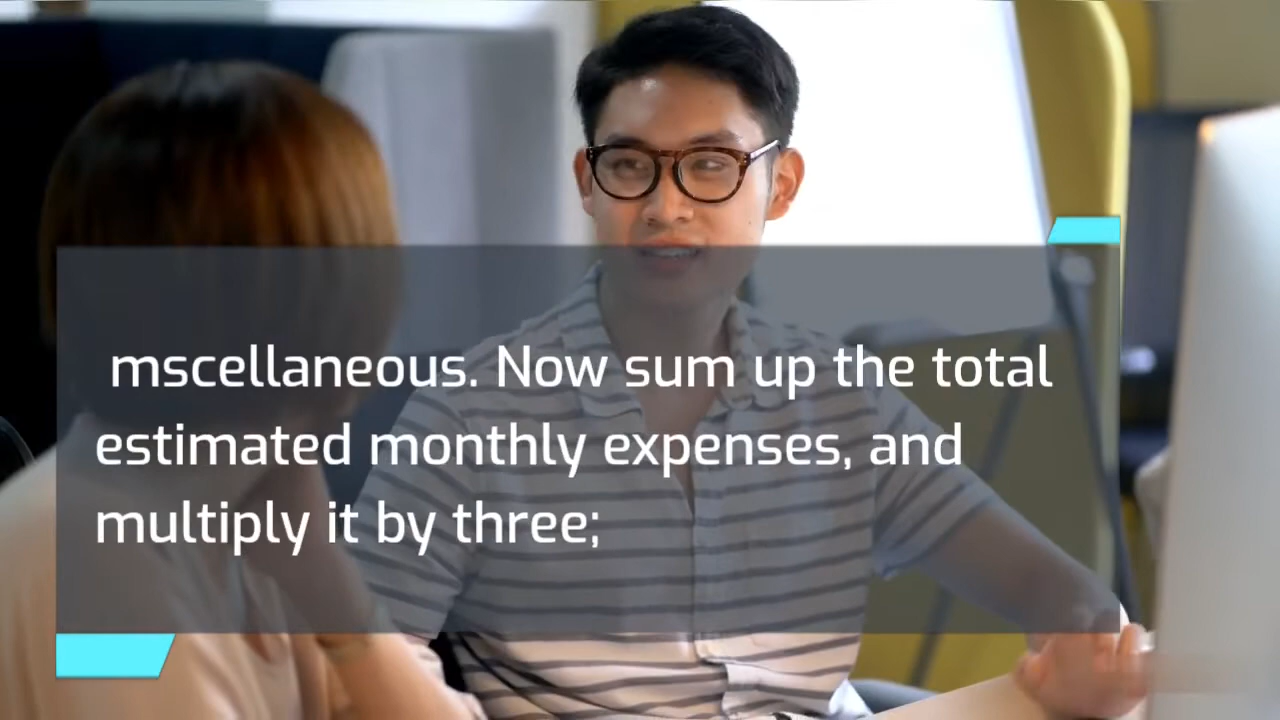 mscellaneous. Now sum up the total
estimated monthly expenses, and
multiply it by three;